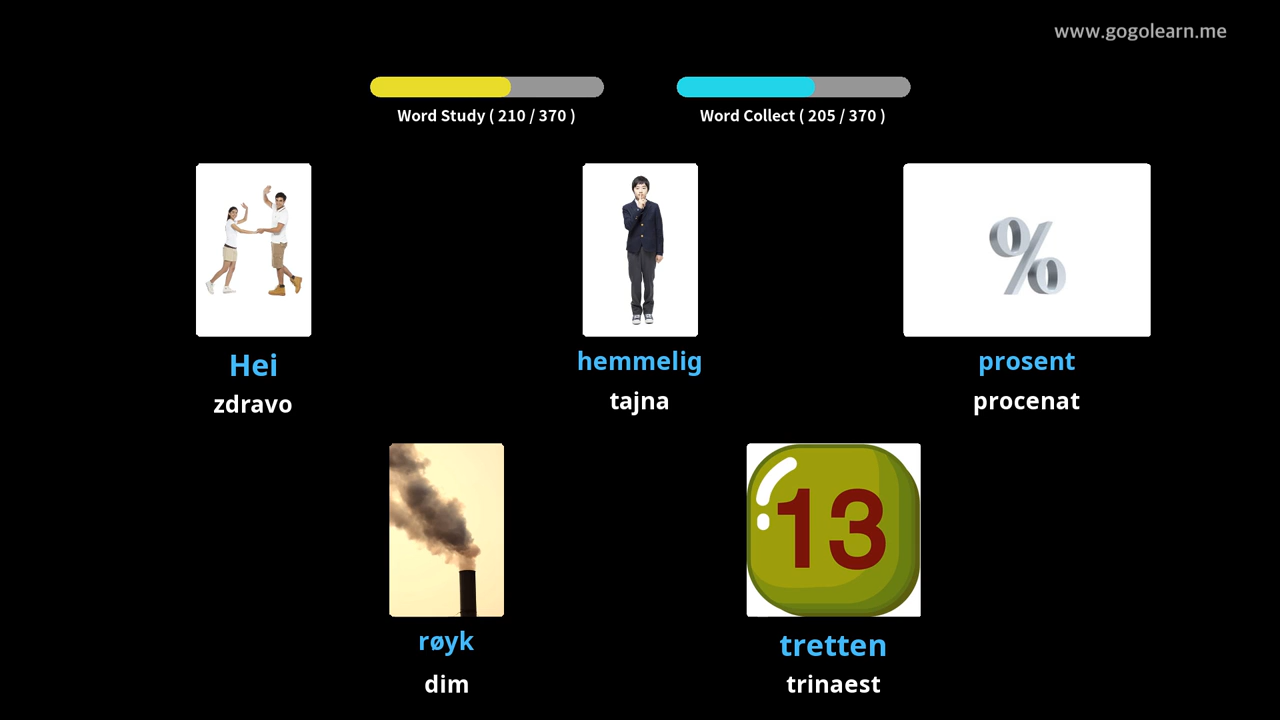 www.gogolearn.me
Word Study ( 210 / 370 )
Word Collect ( 205 / 370 )
%
Hei
hemmelig
prosent
zdravo
tajna
procenat
13
røyk
tretten
dim
trinaest